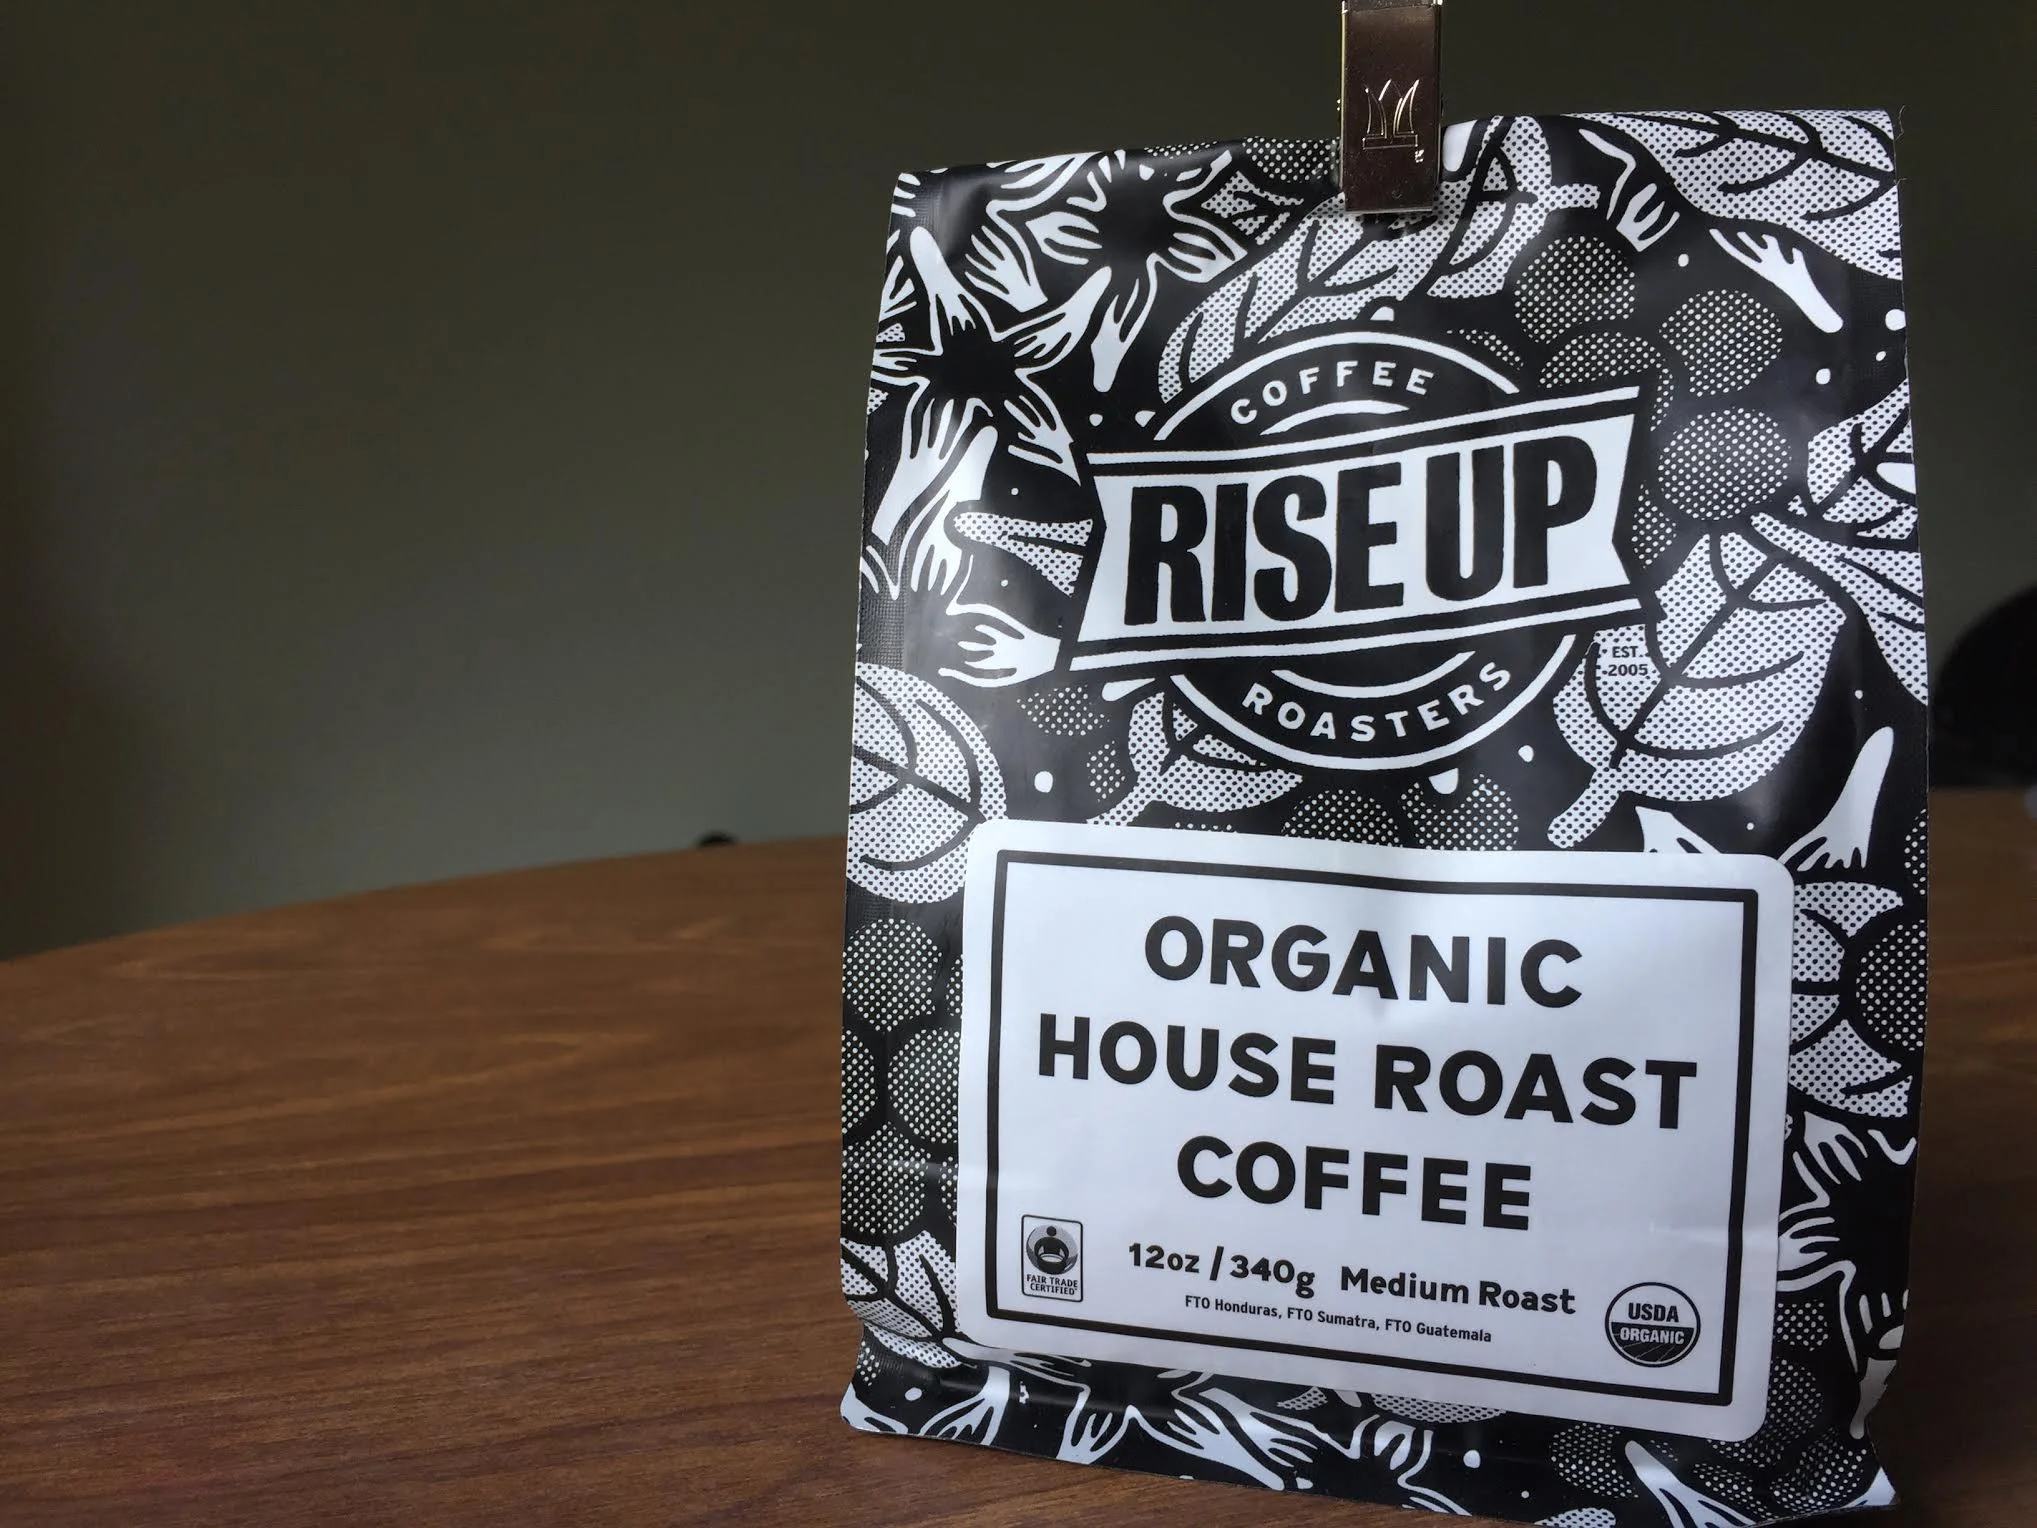 COFFEE
RISE UP
ROASTERS
EST.
2005
ORGANIC
HOUSE ROAST
COFFEE
12oz / 340g Medium Roast
FTO Honduras, FTO Sumatra, FTO Guatemala
FAIR TRADE
CERTIFIED
USDA
ORGANIC